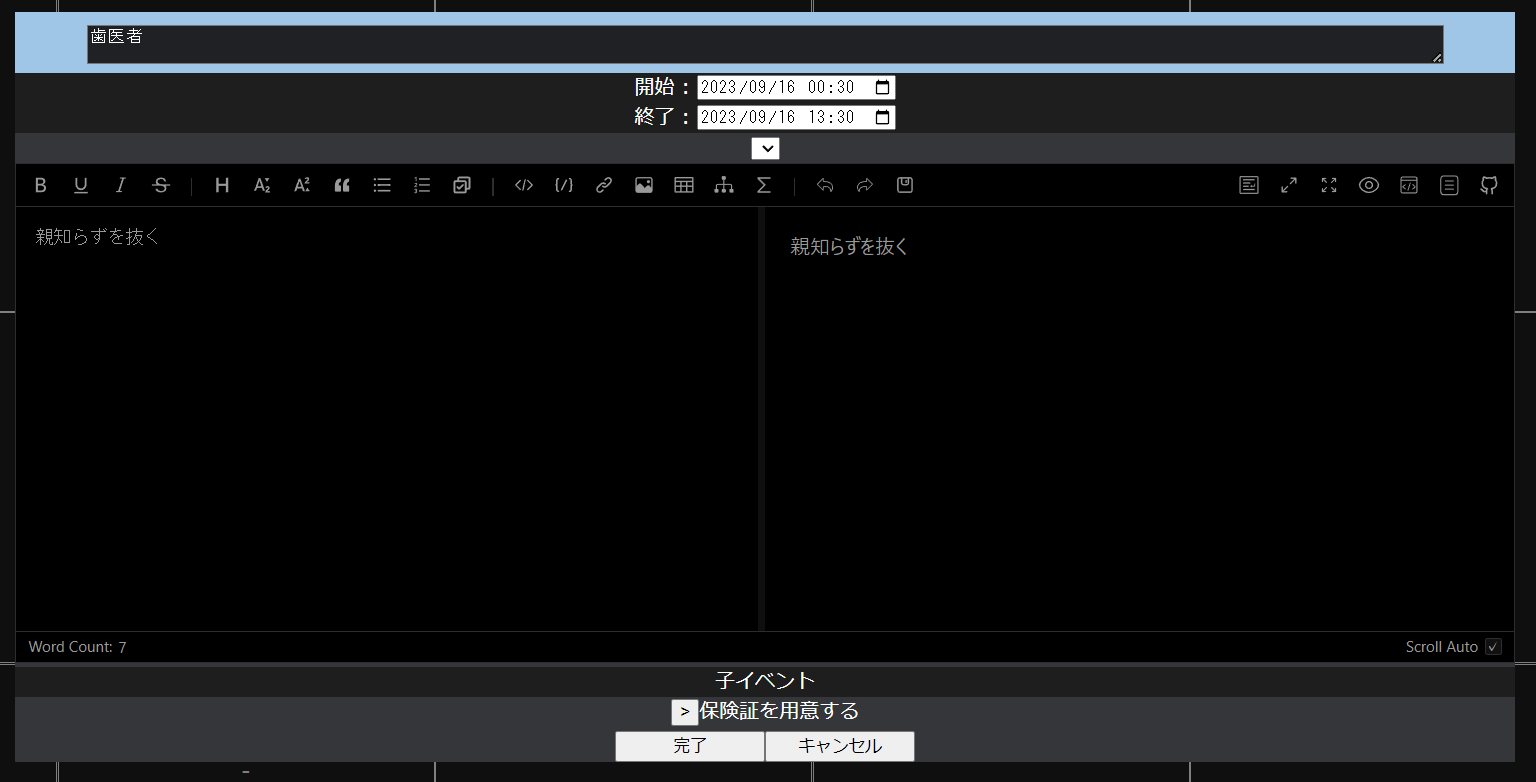 歯医者
開始：2023/09/16 00:30
終了：2023/09/16 13:30
親知らずを抜く
親知らずを抜く
Word Count: 7
Scroll Auto
子イベント
> 保険証を用意する
完了 キャンセル